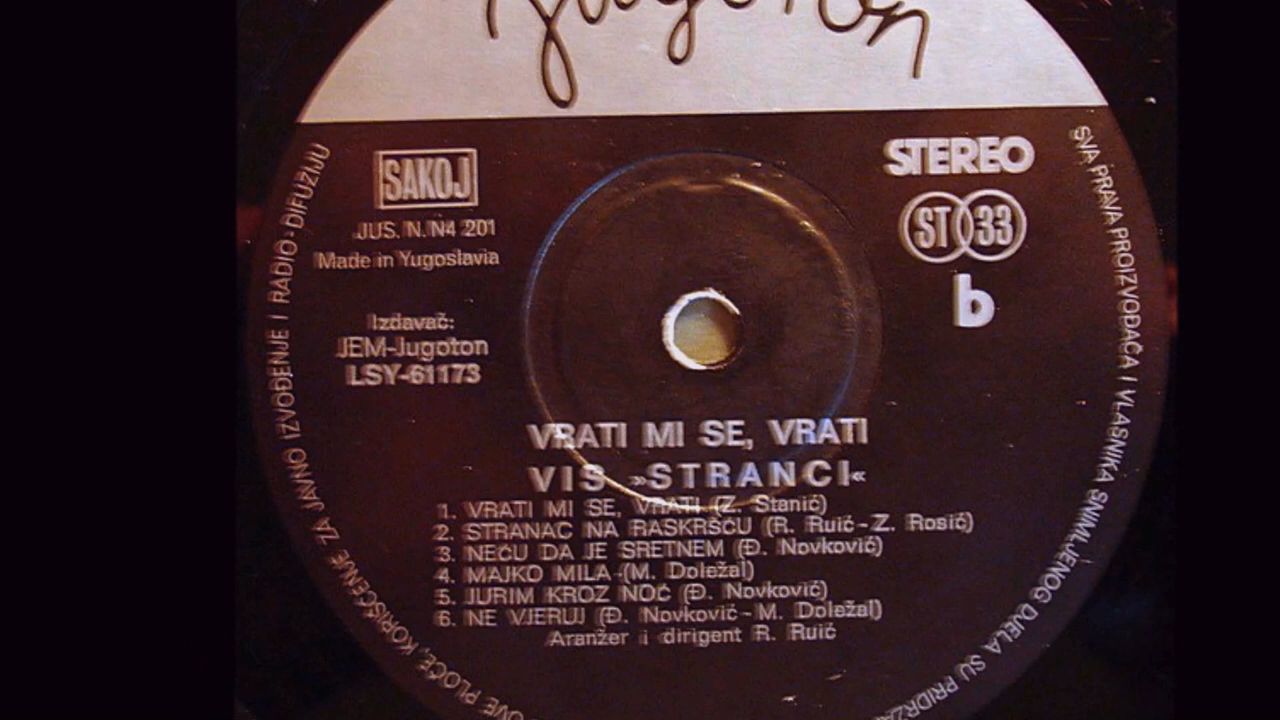 Jugoton
SAKOJ
JUS. N. N4 201
Made in Yugoslavia
Izdavač:
JEM-Jugoton
LSY-61173
STEREO
ST 33
b
VRATI MI SE, VRATI
VIS »STRANCI«
1. VRATI MI SE, VRATI (Z. Stanić)
2. STRANAC NA RASKRŠĆU (R. Ruić-Z. Rosić)
3. NEĆU DA JE SRETNEM (Đ. Novković)
4. MAJKO MILA (M. Doležal)
5. JURIM KROZ NOĆ (Đ. Novković)
6. NE VJERUJ (Đ. Novković-M. Doležal)
Aranžer i dirigent R. Ruić
SVA PRAVA PROIZVOĐAČA I VLASNIKA SNIMLJENOG DJELA SU
OVE PLOČE, KORIŠĆENJE ZA JAVNO IZVOĐENJE I RADIO-DIFUZIJU